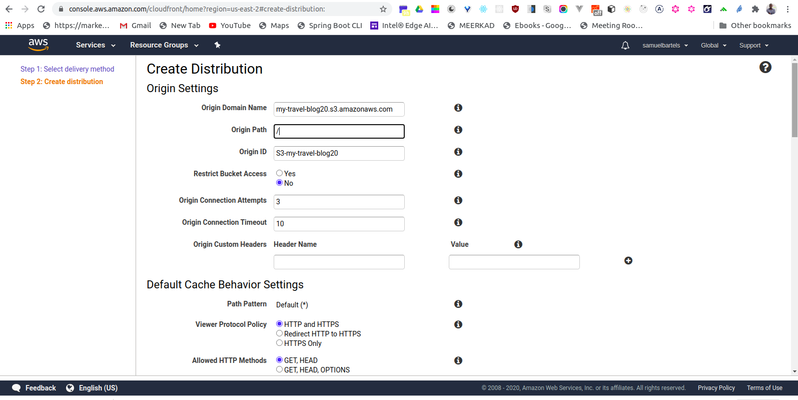 console.aws.amazon.com/cloudfront/home?region=us-east-2#create-distribution:
Apps https://marke... Gmail New Tab YouTube Maps Spring Boot CLI Intel® Edge AI... MEERKAD Ebooks - Goog... Meeting Roo... Other bookmarks
aws Services Resource Groups samuelbartels Global Support
Step 1: Select delivery method
Step 2: Create distribution
Create Distribution
Origin Settings
Origin Domain Name my-travel-blog20.s3.amazonaws.com
Origin Path /
Origin ID S3-my-travel-blog20
Restrict Bucket Access Yes
No
Origin Connection Attempts 3
Origin Connection Timeout 10
Origin Custom Headers Header Name Value
Default Cache Behavior Settings
Path Pattern Default (*)
Viewer Protocol Policy HTTP and HTTPS
Redirect HTTP to HTTPS
HTTPS Only
Allowed HTTP Methods GET, HEAD
GET, HEAD, OPTIONS
Feedback English (US) © 2008 - 2020, Amazon Web Services, Inc. or its affiliates. All rights reserved. Privacy Policy Terms of Use